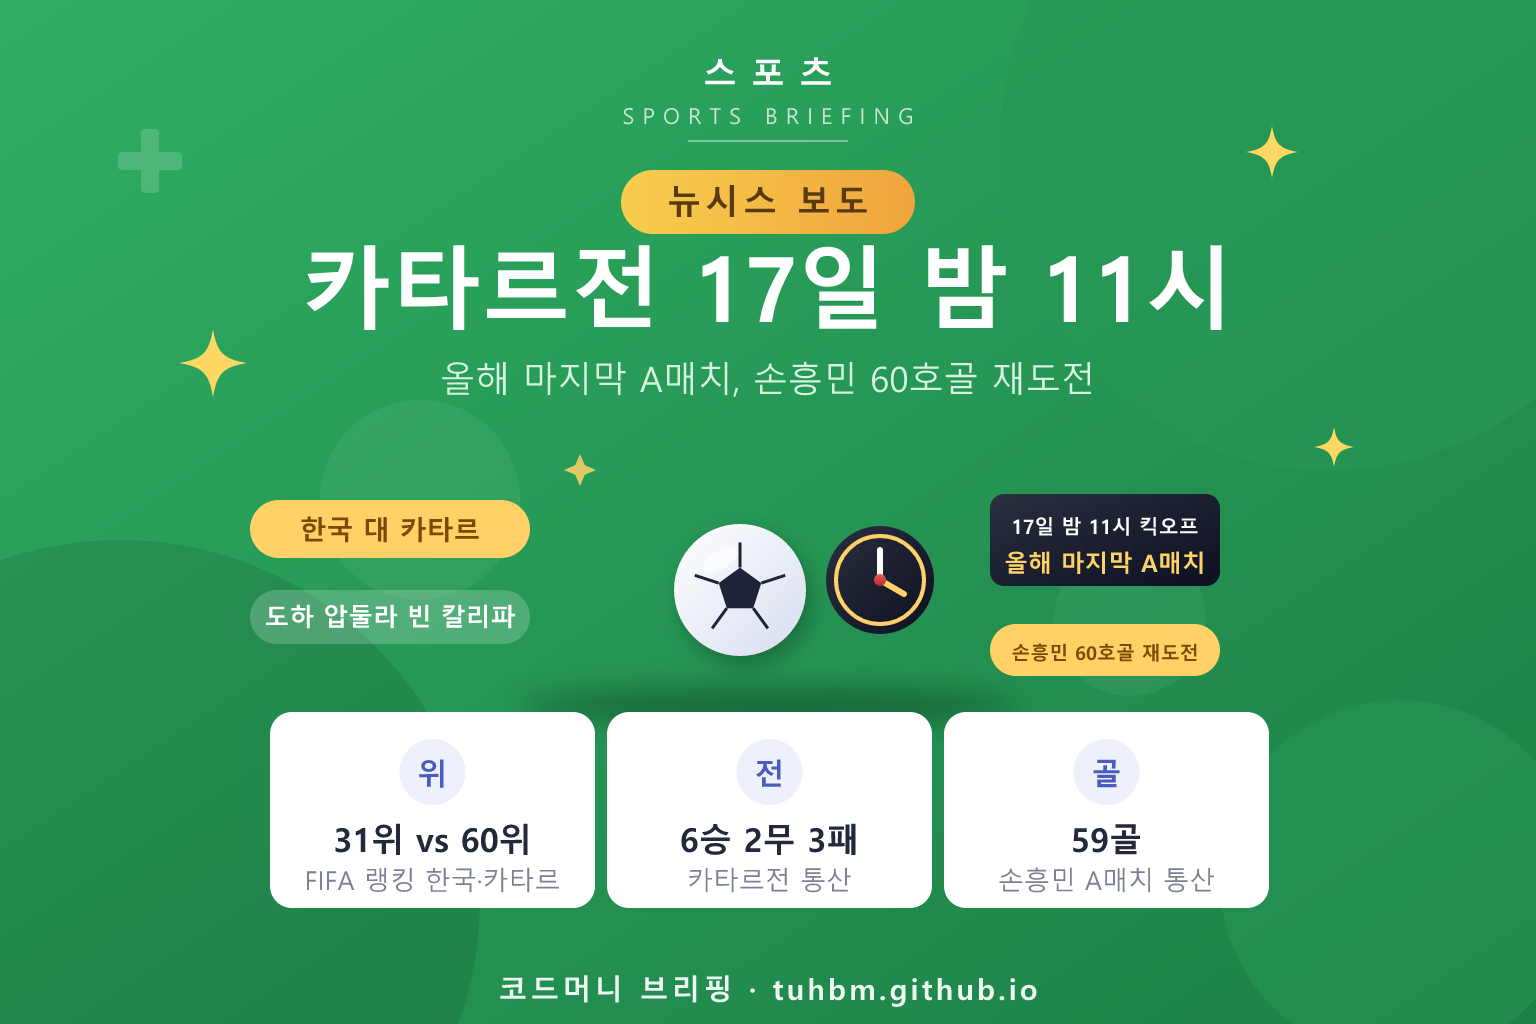 스포츠
SPORTS BRIEFING
뉴시스 보도
카타르전 17일 밤 11시
올해 마지막 A매치, 손흥민 60호골 재도전
한국 대 카타르
도하 압둘라 빈 칼리파
17일 밤 11시 킥오프
올해 마지막 A매치
손흥민 60호골 재도전
위
31위 vs 60위
FIFA 랭킹 한국·카타르
전
6승 2무 3패
카타르전 통산
골
59골
손흥민 A매치 통산
코드머니 브리핑 · tuhbm.github.io